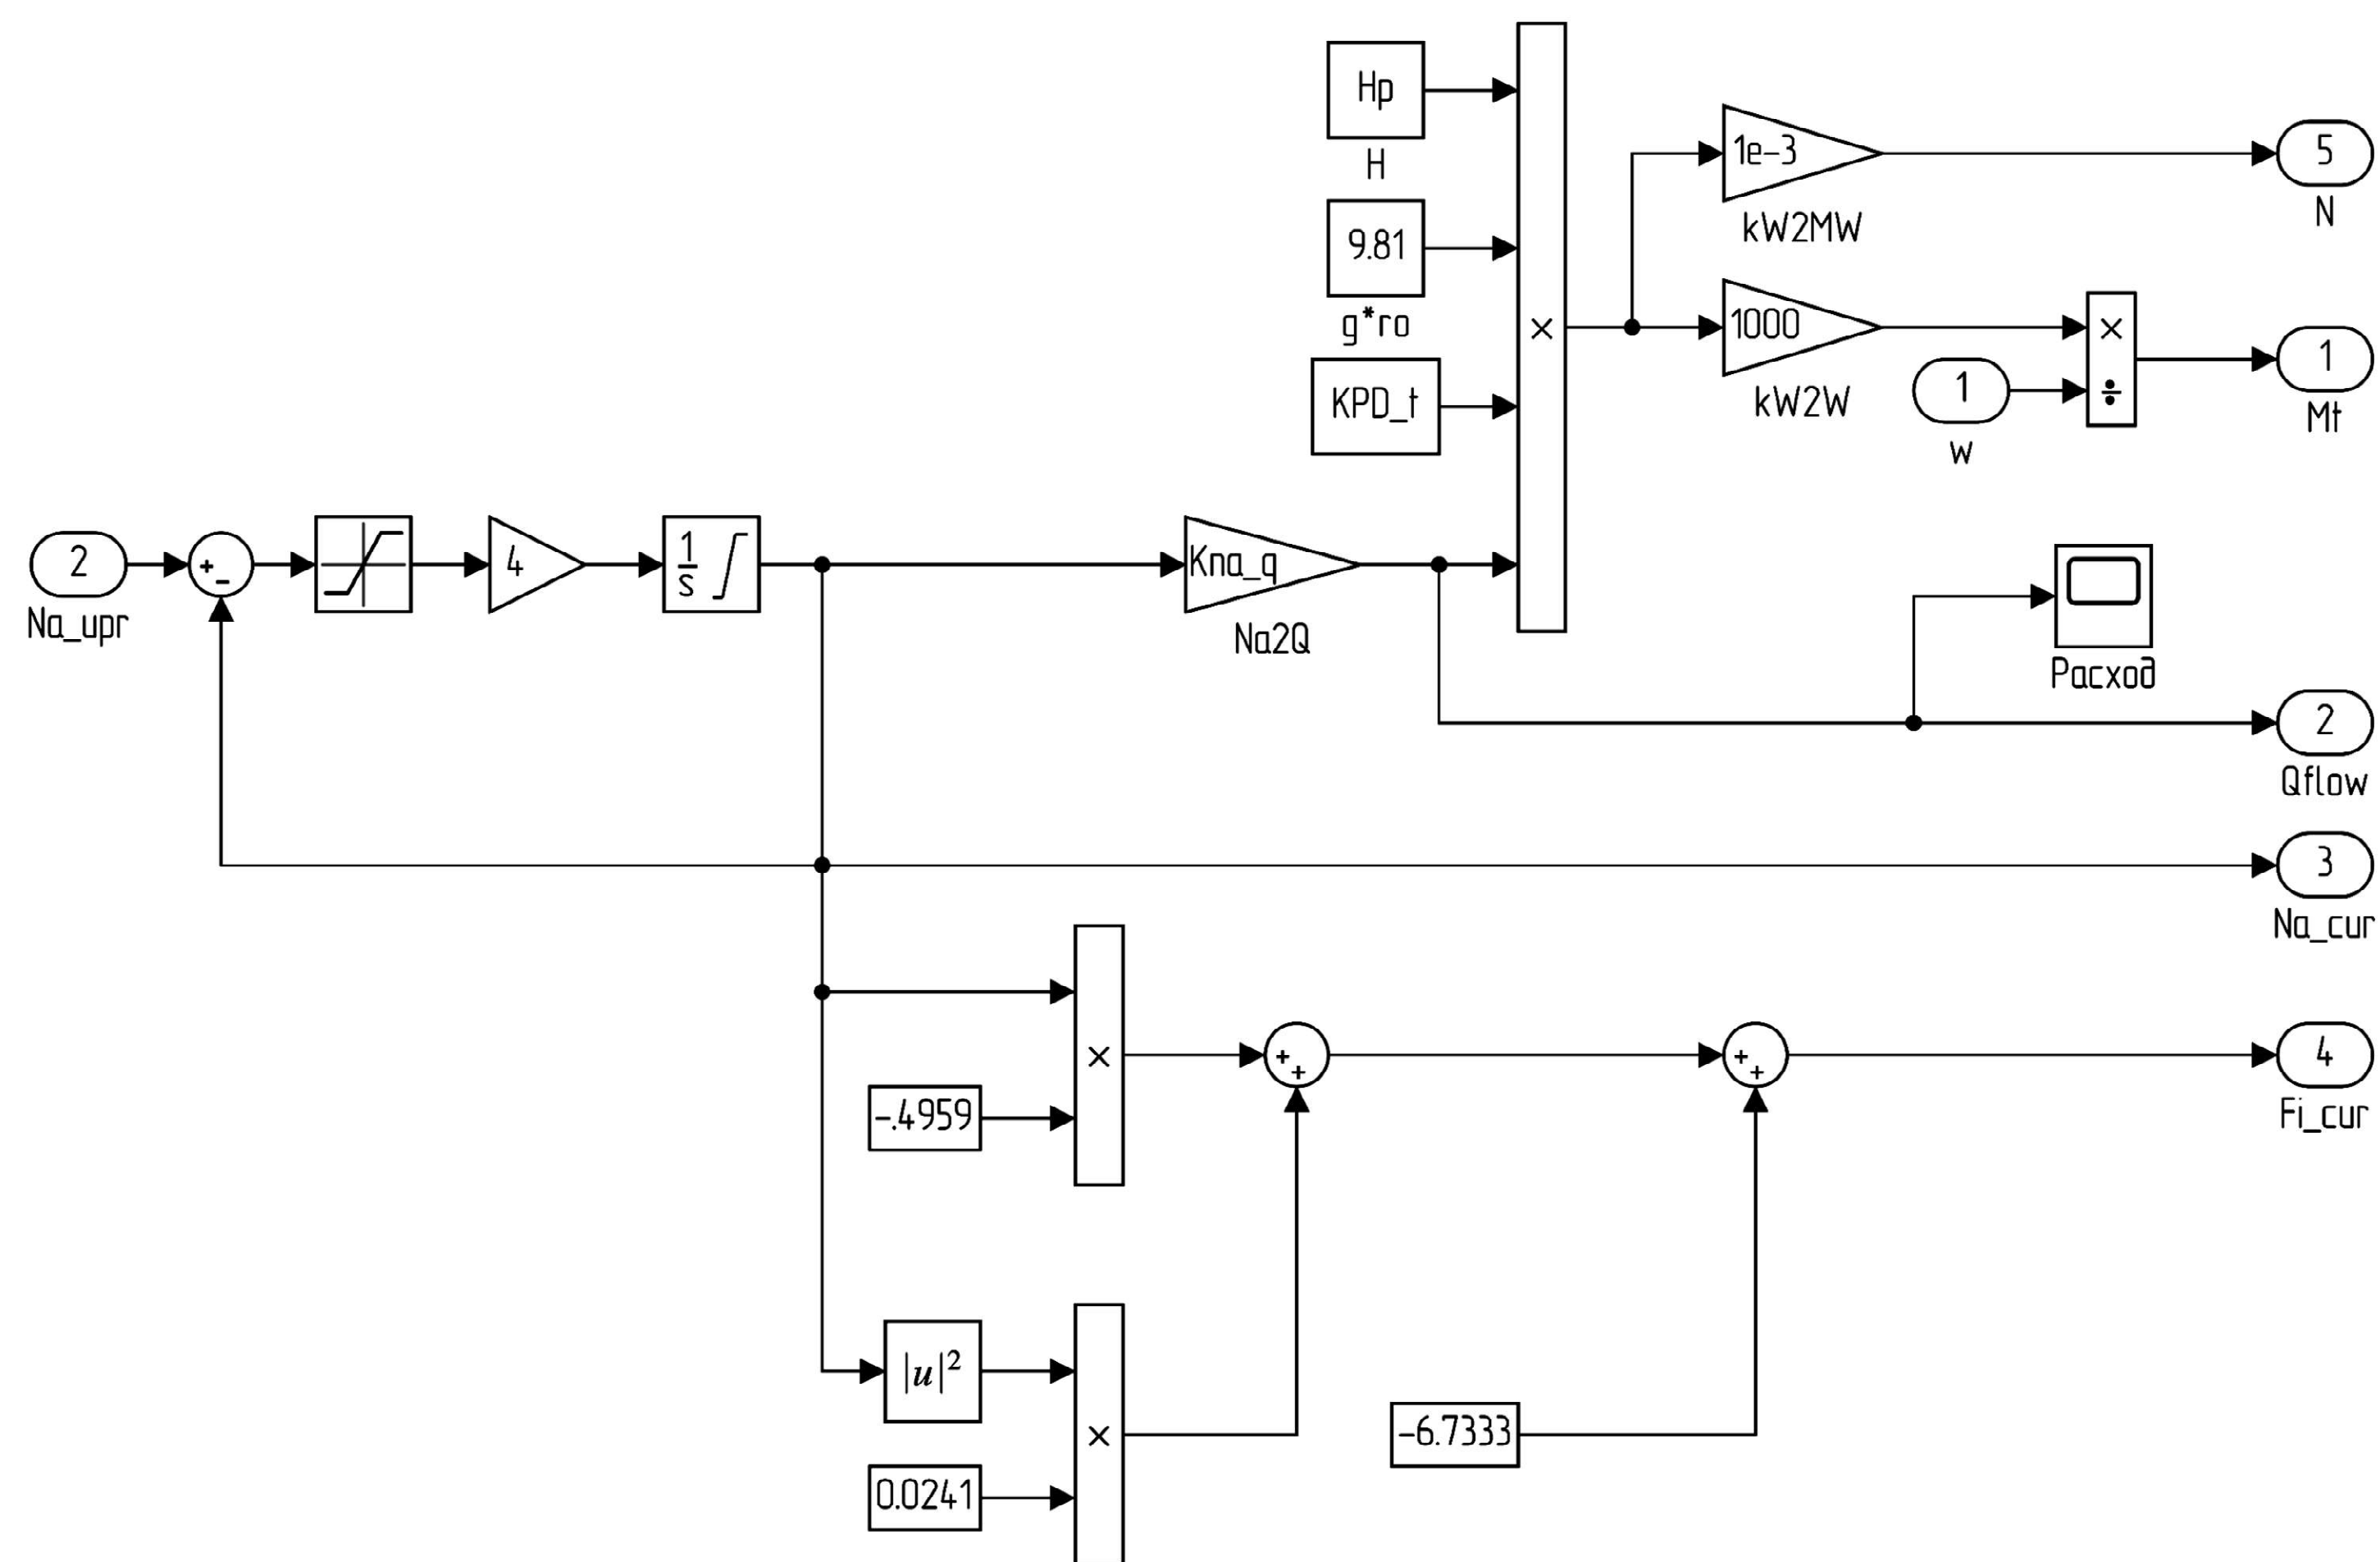 Hp
H
9.81
g*ro
KPD_t
×
1e-3
kW2MW
5
N
1000
kW2W
×
÷
1
w
1
Mt
2
Na_upr
+
−
4
1
s
Kna_q
Na2Q
Расход
2
Qflow
3
Na_cur
×
-.4959
+
+
+
+
4
Fi_cur
|u|²
×
0.0241
-6.7333